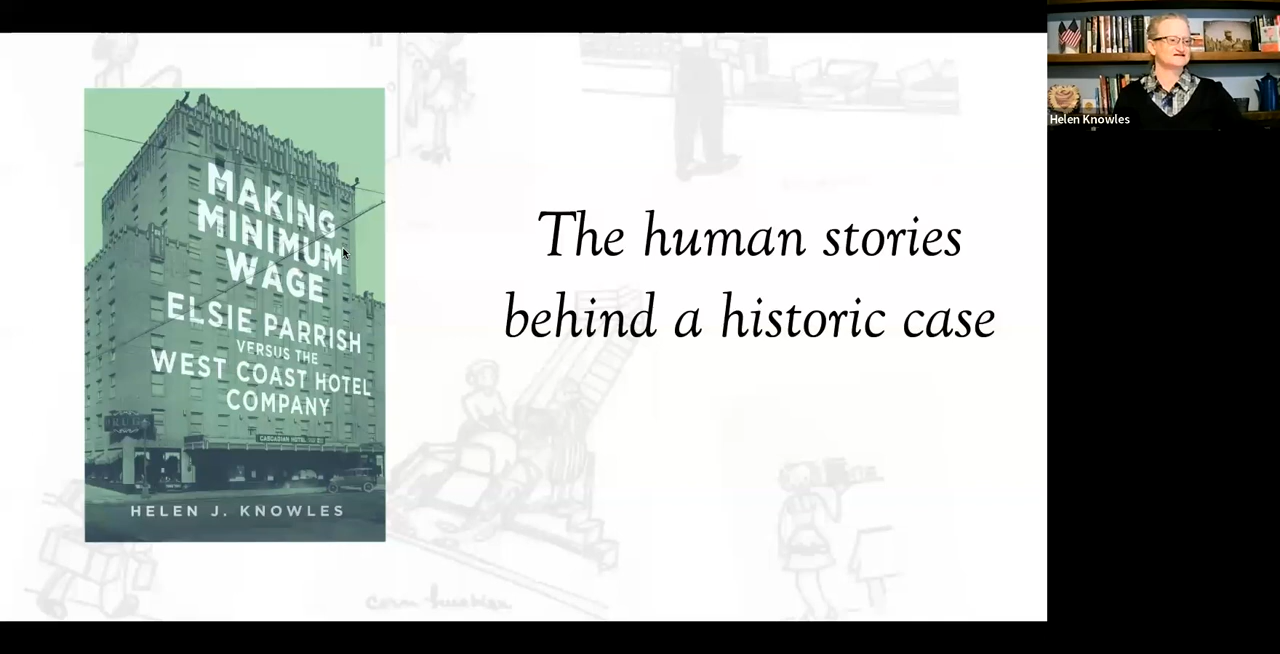 MAKING
MINIMUM
WAGE
ELSIE PARRISH
VERSUS THE
WEST COAST HOTEL
COMPANY
CASCADIAN HOTEL
HELEN J. KNOWLES
The human stories
behind a historic case
Helen Knowles